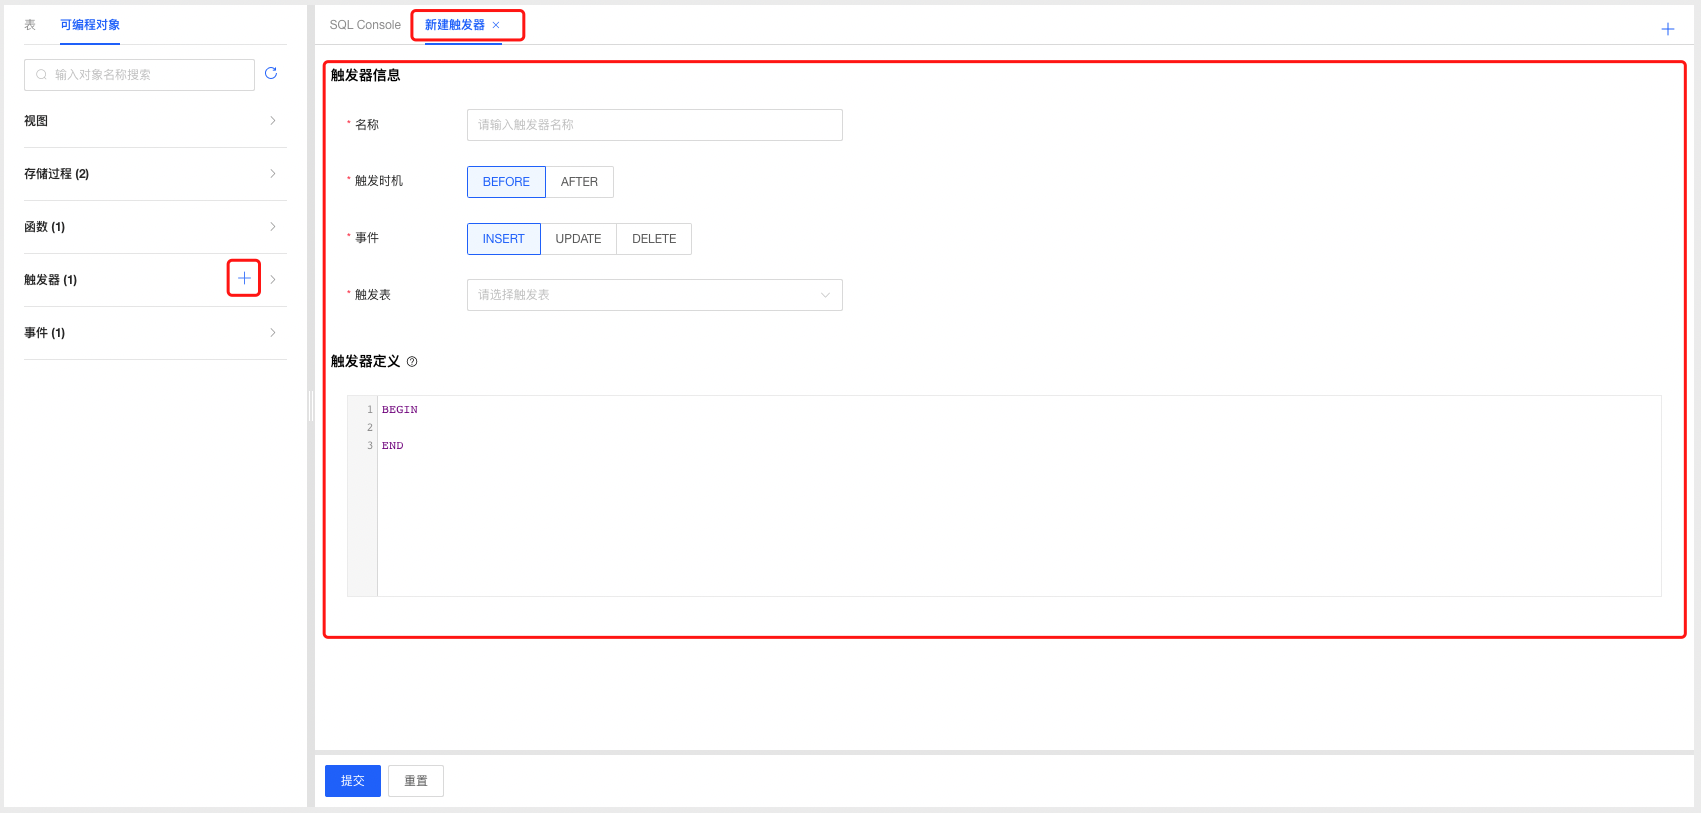 表 可编程对象
输入对象名称搜索
视图
存储过程 (2)
函数 (1)
触发器 (1)
事件 (1)
SQL Console 新建触发器
触发器信息
* 名称 请输入触发器名称
* 触发时机 BEFORE AFTER
* 事件 INSERT UPDATE DELETE
* 触发表 请选择触发表
触发器定义
1 BEGIN
2
3 END
提交 重置